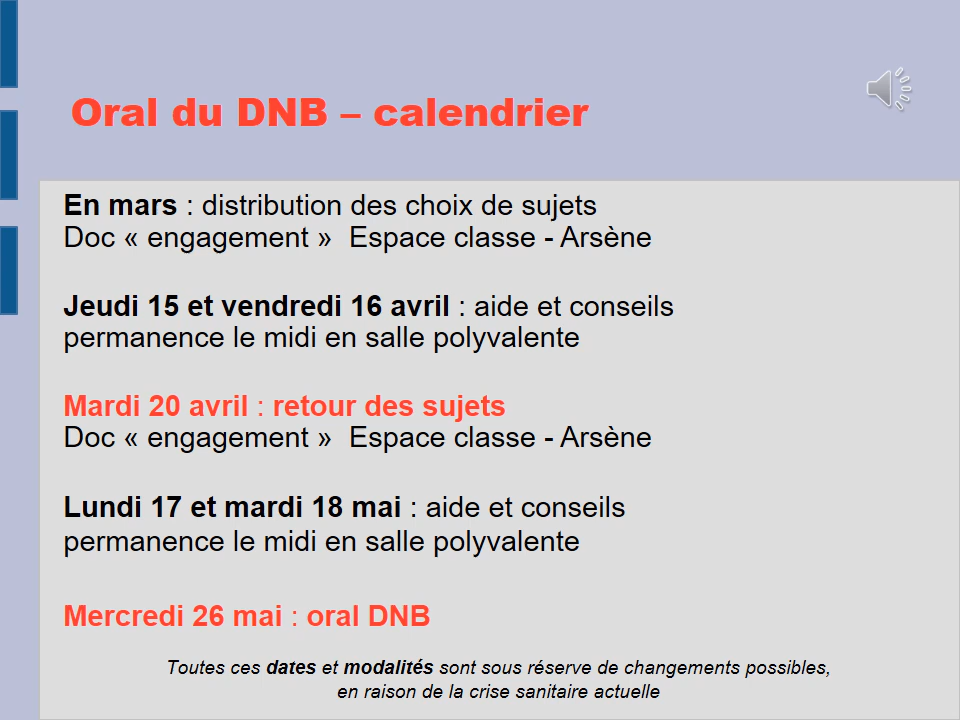 Oral du DNB – calendrier
En mars : distribution des choix de sujets
Doc « engagement » Espace classe - Arsène
Jeudi 15 et vendredi 16 avril : aide et conseils
permanence le midi en salle polyvalente
Mardi 20 avril : retour des sujets
Doc « engagement » Espace classe - Arsène
Lundi 17 et mardi 18 mai : aide et conseils
permanence le midi en salle polyvalente
Mercredi 26 mai : oral DNB
Toutes ces dates et modalités sont sous réserve de changements possibles,
en raison de la crise sanitaire actuelle